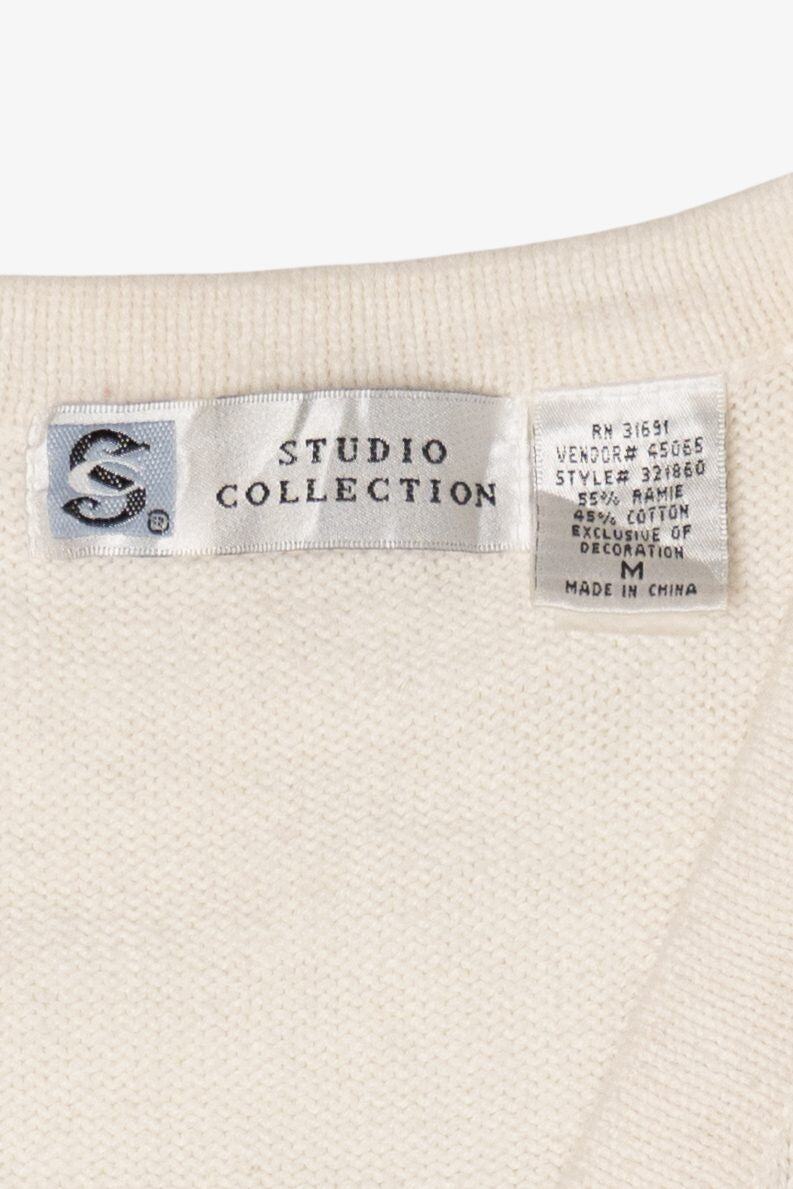 S
STUDIO
COLLECTION
RN 31691
VENDOR# 45065
STYLE# 321860
55% RAMIE
45% COTTON
EXCLUSIVE OF
DECORATION
M
MADE IN CHINA